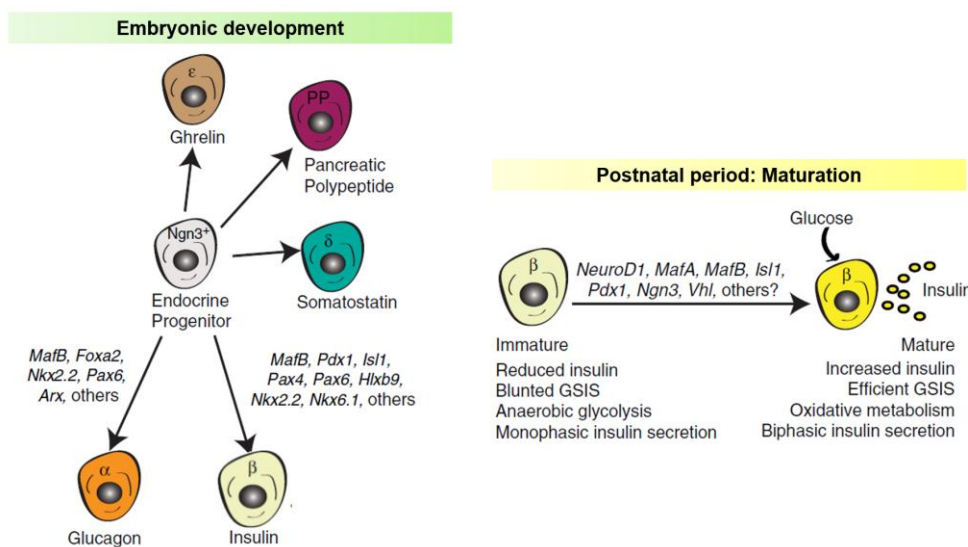 Embryonic development
ε
Ghrelin
PP
Pancreatic
Polypeptide
Ngn3+
Endocrine
Progenitor
δ
Somatostatin
MafB, Foxa2,
Nkx2.2, Pax6,
Arx, others
MafB, Pdx1, Isl1,
Pax4, Pax6, Hlxb9,
Nkx2.2, Nkx6.1, others
α
Glucagon
β
Insulin
Postnatal period: Maturation
Glucose
β
NeuroD1, MafA, MafB, Isl1,
Pdx1, Ngn3, Vhl, others?
β
Insulin
Immature
Reduced insulin
Blunted GSIS
Anaerobic glycolysis
Monophasic insulin secretion
Mature
Increased insulin
Efficient GSIS
Oxidative metabolism
Biphasic insulin secretion